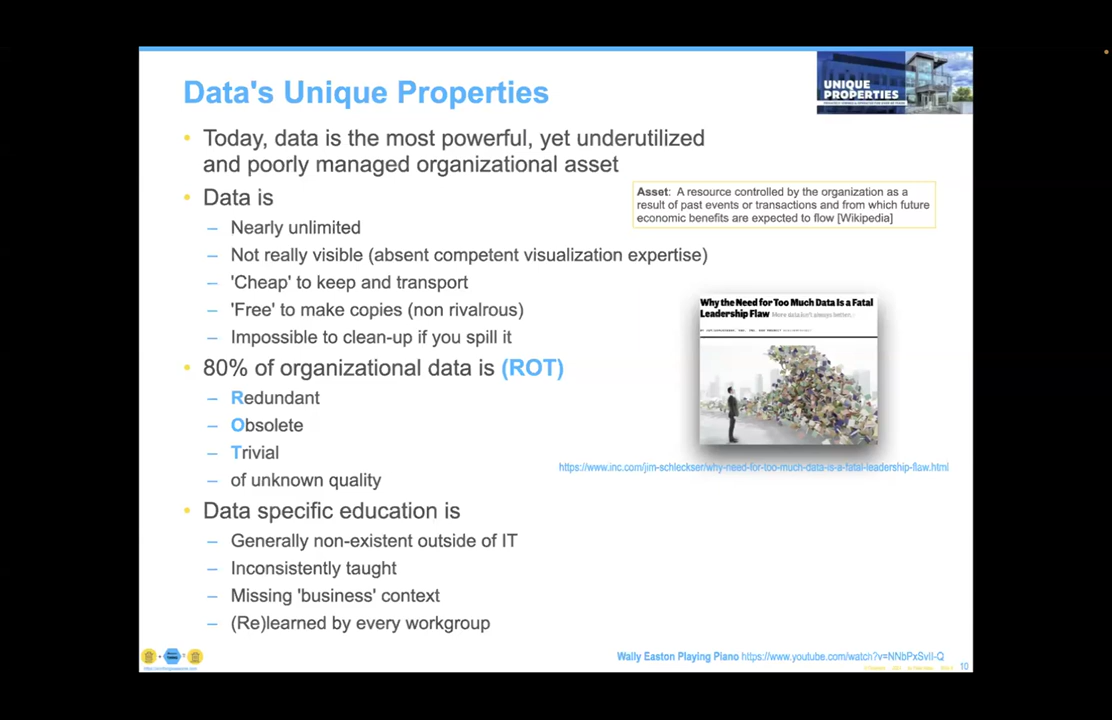 Data's Unique Properties
UNIQUE
PROPERTIES
• Today, data is the most powerful, yet underutilized
and poorly managed organizational asset
• Data is
Asset: A resource controlled by the organization as a
result of past events or transactions and from which future
economic benefits are expected to flow [Wikipedia]
– Nearly unlimited
– Not really visible (absent competent visualization expertise)
– 'Cheap' to keep and transport
– 'Free' to make copies (non rivalrous)
– Impossible to clean-up if you spill it
Why the Need for Too Much Data Is a Fatal
Leadership Flaw More data isn't always better.
• 80% of organizational data is (ROT)
– Redundant
– Obsolete
– Trivial
– of unknown quality
https://www.inc.com/jim-schleckser/why-need-for-too-much-data-is-a-fatal-leadership-flaw.html
• Data specific education is
– Generally non-existent outside of IT
– Inconsistently taught
– Missing 'business' context
– (Re)learned by every workgroup
Wally Easton Playing Piano https://www.youtube.com/watch?v=NNbPxSvII-Q
10